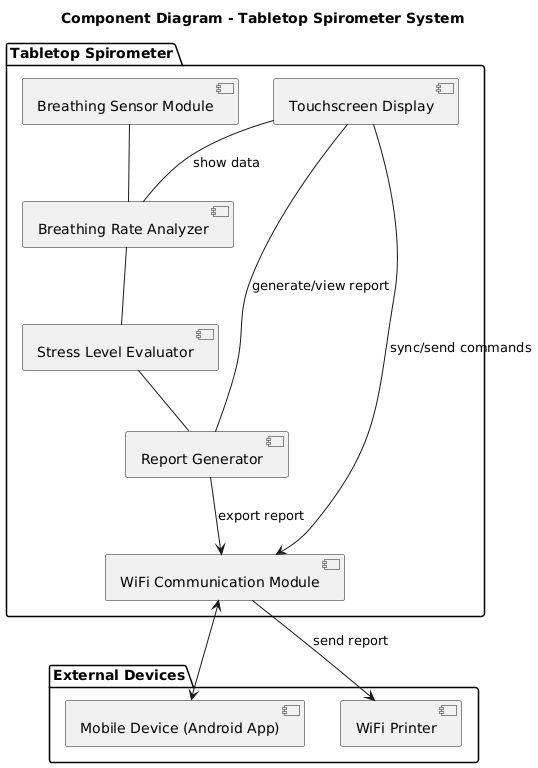 Component Diagram - Tabletop Spirometer System
Tabletop Spirometer
Breathing Sensor Module
Touchscreen Display
show data
Breathing Rate Analyzer
generate/view report
Stress Level Evaluator
sync/send commands
Report Generator
export report
WiFi Communication Module
send report
External Devices
Mobile Device (Android App)
WiFi Printer